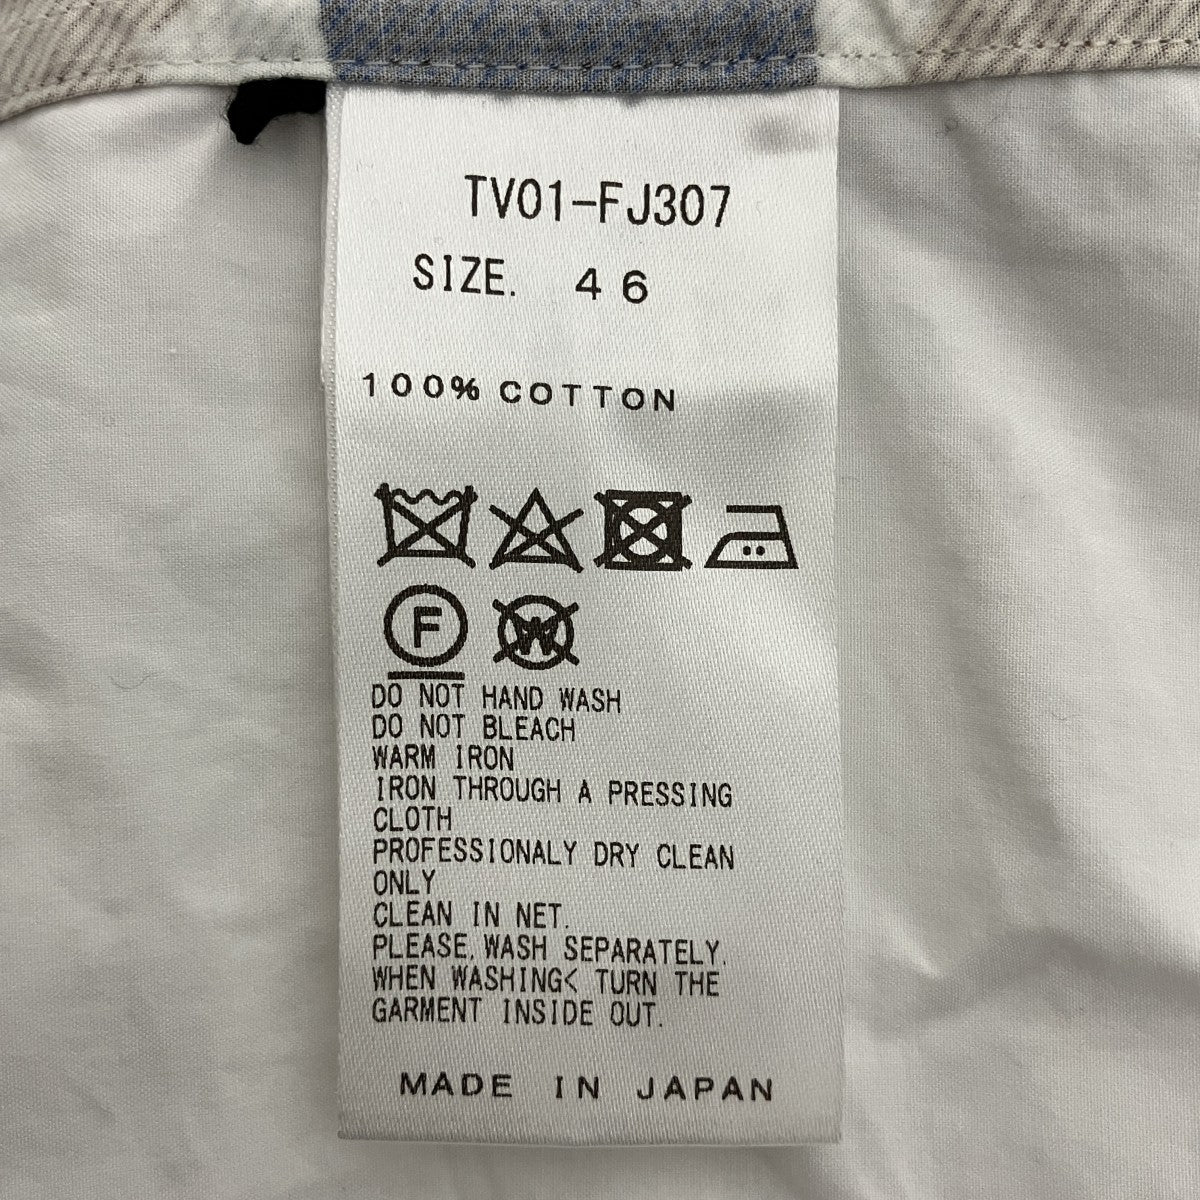 TV01-FJ307
SIZE. 46
100% COTTON
F W
DO NOT HAND WASH
DO NOT BLEACH
WARM IRON
IRON THROUGH A PRESSING
CLOTH
PROFESSIONALY DRY CLEAN
ONLY
CLEAN IN NET.
PLEASE, WASH SEPARATELY.
WHEN WASHING< TURN THE
GARMENT INSIDE OUT.
MADE IN JAPAN